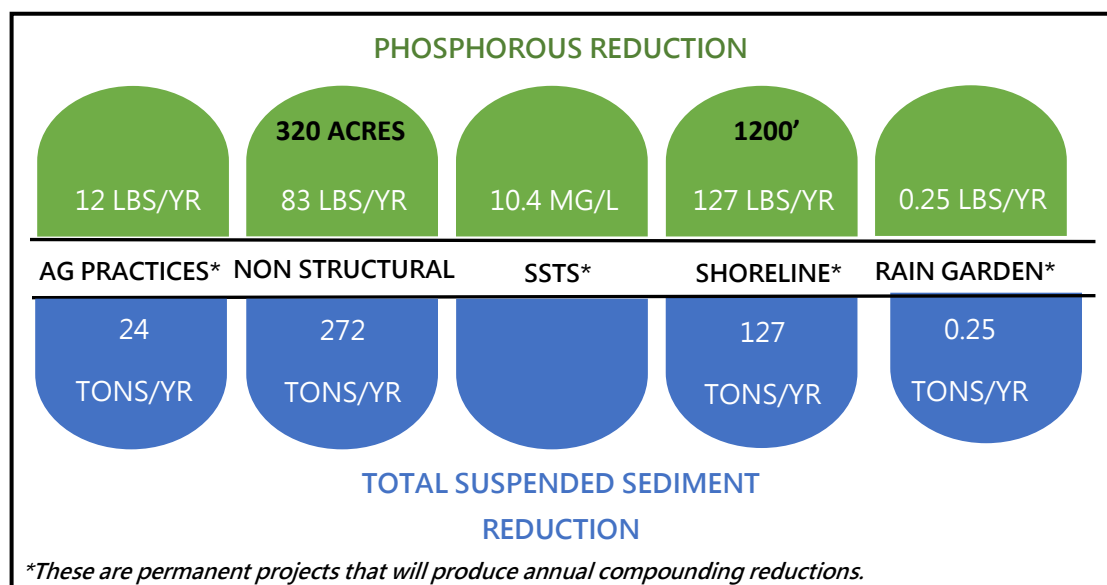 PHOSPHOROUS REDUCTION
320 ACRES 1200’
12 LBS/YR 83 LBS/YR 10.4 MG/L 127 LBS/YR 0.25 LBS/YR
AG PRACTICES* NON STRUCTURAL SSTS* SHORELINE* RAIN GARDEN*
24 272 127 0.25
TONS/YR TONS/YR TONS/YR TONS/YR
TOTAL SUSPENDED SEDIMENT
REDUCTION
*These are permanent projects that will produce annual compounding reductions.